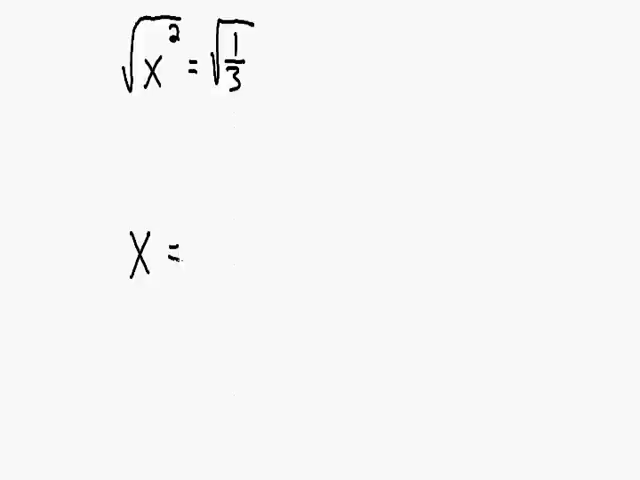 √x² = √1/3
X =